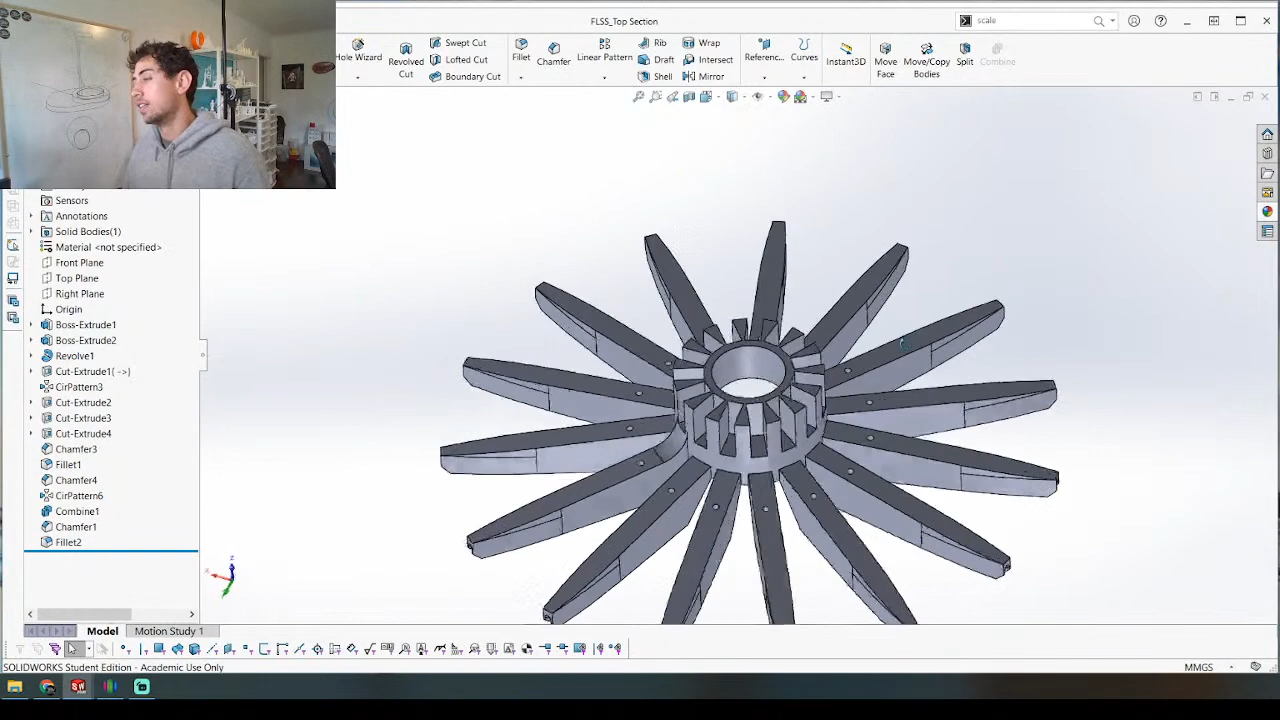 FLSS_Top Section
scale
Hole Wizard
Revolved Cut
Swept Cut
Lofted Cut
Boundary Cut
Fillet
Chamfer
Linear Pattern
Rib
Draft
Shell
Wrap
Intersect
Mirror
Referenc...
Curves
Instant3D
Move Face
Move/Copy Bodies
Split
Combine
Sensors
Annotations
Solid Bodies(1)
Material <not specified>
Front Plane
Top Plane
Right Plane
Origin
Boss-Extrude1
Boss-Extrude2
Revolve1
Cut-Extrude1{ ->}
CirPattern3
Cut-Extrude2
Cut-Extrude3
Cut-Extrude4
Chamfer3
Fillet1
Chamfer4
CirPattern6
Combine1
Chamfer1
Fillet2
Model
Motion Study 1
SOLIDWORKS Student Edition - Academic Use Only
MMGS